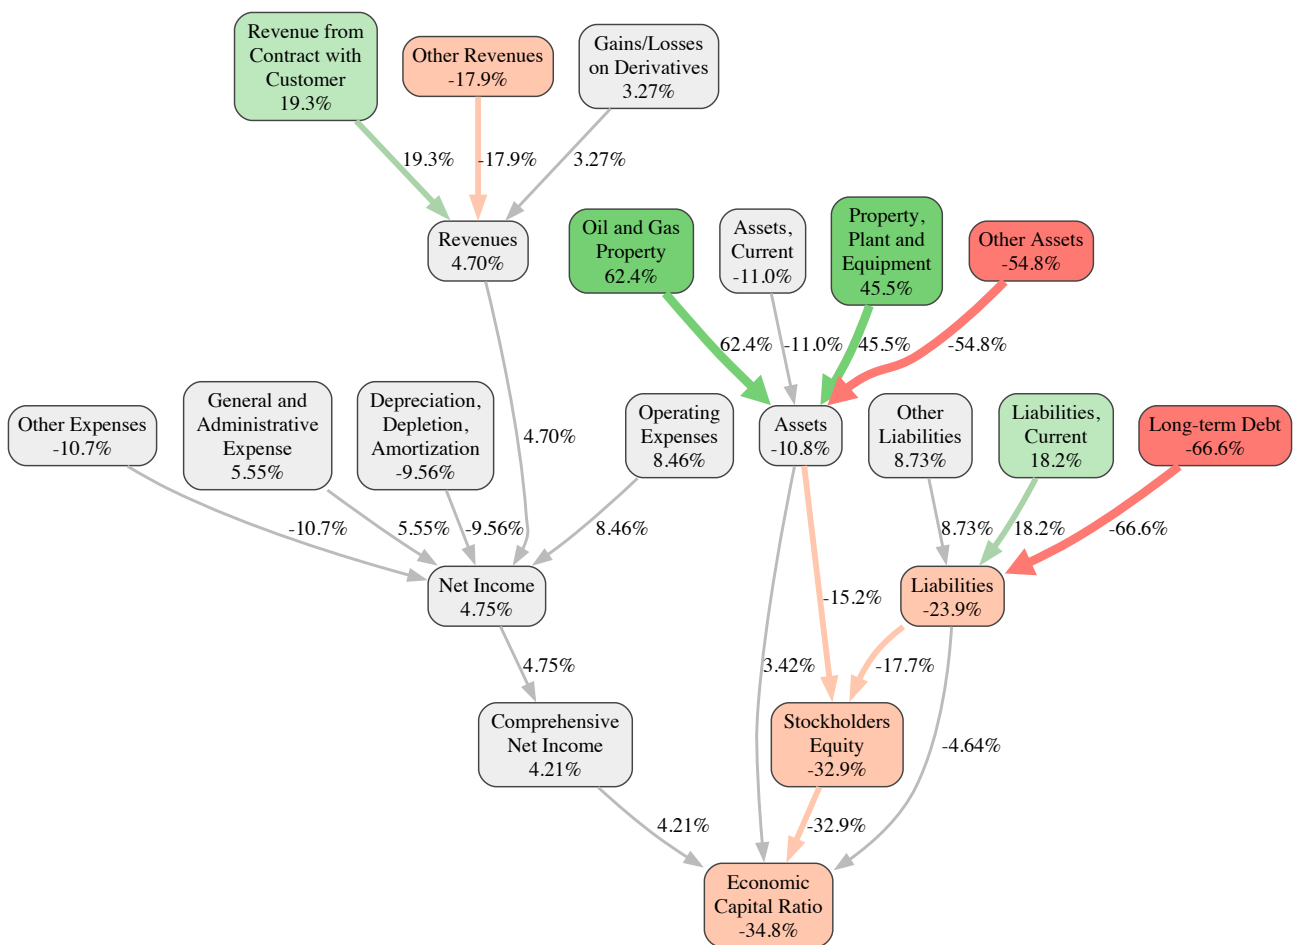 Revenue from
Contract with
Customer
19.3%
Other Revenues
-17.9%
Gains/Losses
on Derivatives
3.27%
19.3%
-17.9%
3.27%
Revenues
4.70%
Oil and Gas
Property
62.4%
Assets,
Current
-11.0%
Property,
Plant and
Equipment
45.5%
Other Assets
-54.8%
62.4%
-11.0%
45.5%
-54.8%
Other Expenses
-10.7%
General and
Administrative
Expense
5.55%
Depreciation,
Depletion,
Amortization
-9.56%
4.70%
Operating
Expenses
8.46%
Assets
-10.8%
Other
Liabilities
8.73%
Liabilities,
Current
18.2%
Long-term Debt
-66.6%
-10.7%
5.55%
-9.56%
8.46%
8.73%
18.2%
-66.6%
Net Income
4.75%
-15.2%
Liabilities
-23.9%
4.75%
3.42%
-17.7%
Comprehensive
Net Income
4.21%
Stockholders
Equity
-32.9%
-4.64%
4.21%
-32.9%
Economic
Capital Ratio
-34.8%